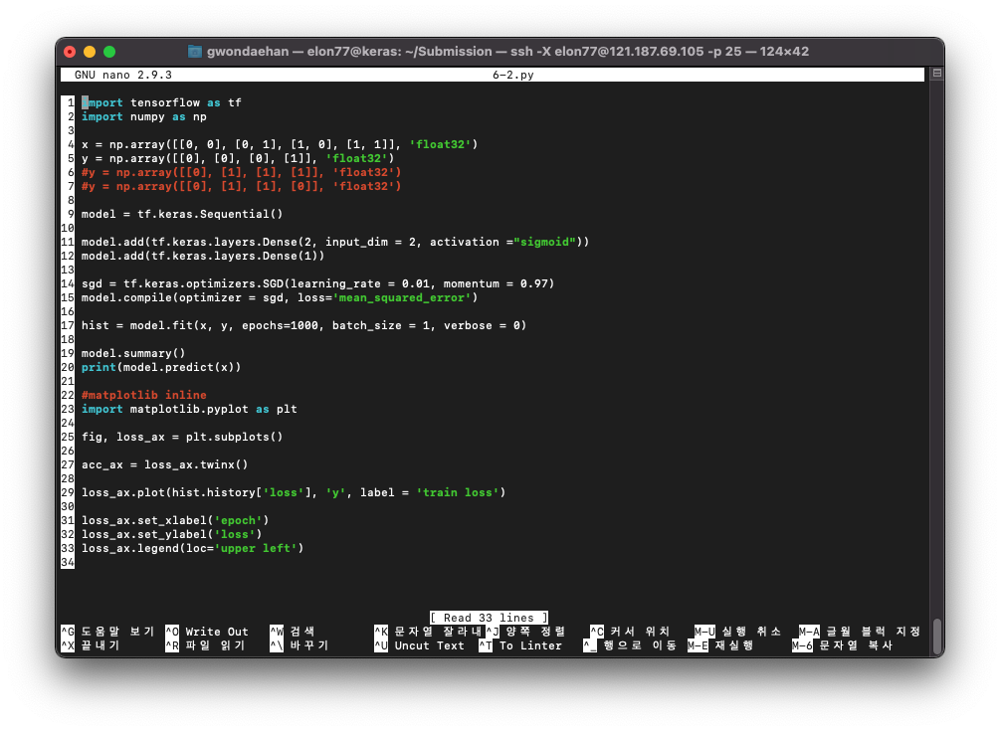 gwondaehan — elon77@keras: ~/Submission — ssh -X elon77@121.187.69.105 -p 25 — 124×42
GNU nano 2.9.3 6-2.py
1 import tensorflow as tf
2 import numpy as np
3
4 x = np.array([[0, 0], [0, 1], [1, 0], [1, 1]], 'float32')
5 y = np.array([[0], [0], [0], [1]], 'float32')
6 #y = np.array([[0], [1], [1], [1]], 'float32')
7 #y = np.array([[0], [1], [1], [0]], 'float32')
8
9 model = tf.keras.Sequential()
10
11 model.add(tf.keras.layers.Dense(2, input_dim = 2, activation ="sigmoid"))
12 model.add(tf.keras.layers.Dense(1))
13
14 sgd = tf.keras.optimizers.SGD(learning_rate = 0.01, momentum = 0.97)
15 model.compile(optimizer = sgd, loss='mean_squared_error')
16
17 hist = model.fit(x, y, epochs=1000, batch_size = 1, verbose = 0)
18
19 model.summary()
20 print(model.predict(x))
21
22 #matplotlib inline
23 import matplotlib.pyplot as plt
24
25 fig, loss_ax = plt.subplots()
26
27 acc_ax = loss_ax.twinx()
28
29 loss_ax.plot(hist.history['loss'], 'y', label = 'train loss')
30
31 loss_ax.set_xlabel('epoch')
32 loss_ax.set_ylabel('loss')
33 loss_ax.legend(loc='upper left')
34
[ Read 33 lines ]
^G 도움말 보기 ^O Write Out ^W 검색 ^K 문자열 잘라내 ^J 양쪽 정렬 ^C 커서 위치 M-U 실행 취소 M-A 글월 블럭 지정
^X 끝내기 ^R 파일 읽기 ^\ 바꾸기 ^U Uncut Text ^T To Linter ^_ 행으로 이동 M-E 재실행 M-6 문자열 복사